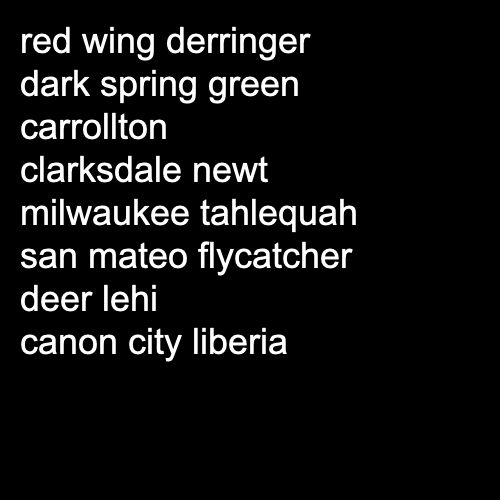 red wing derringer
dark spring green
carrollton
clarksdale newt
milwaukee tahlequah
san mateo flycatcher
deer lehi
canon city liberia